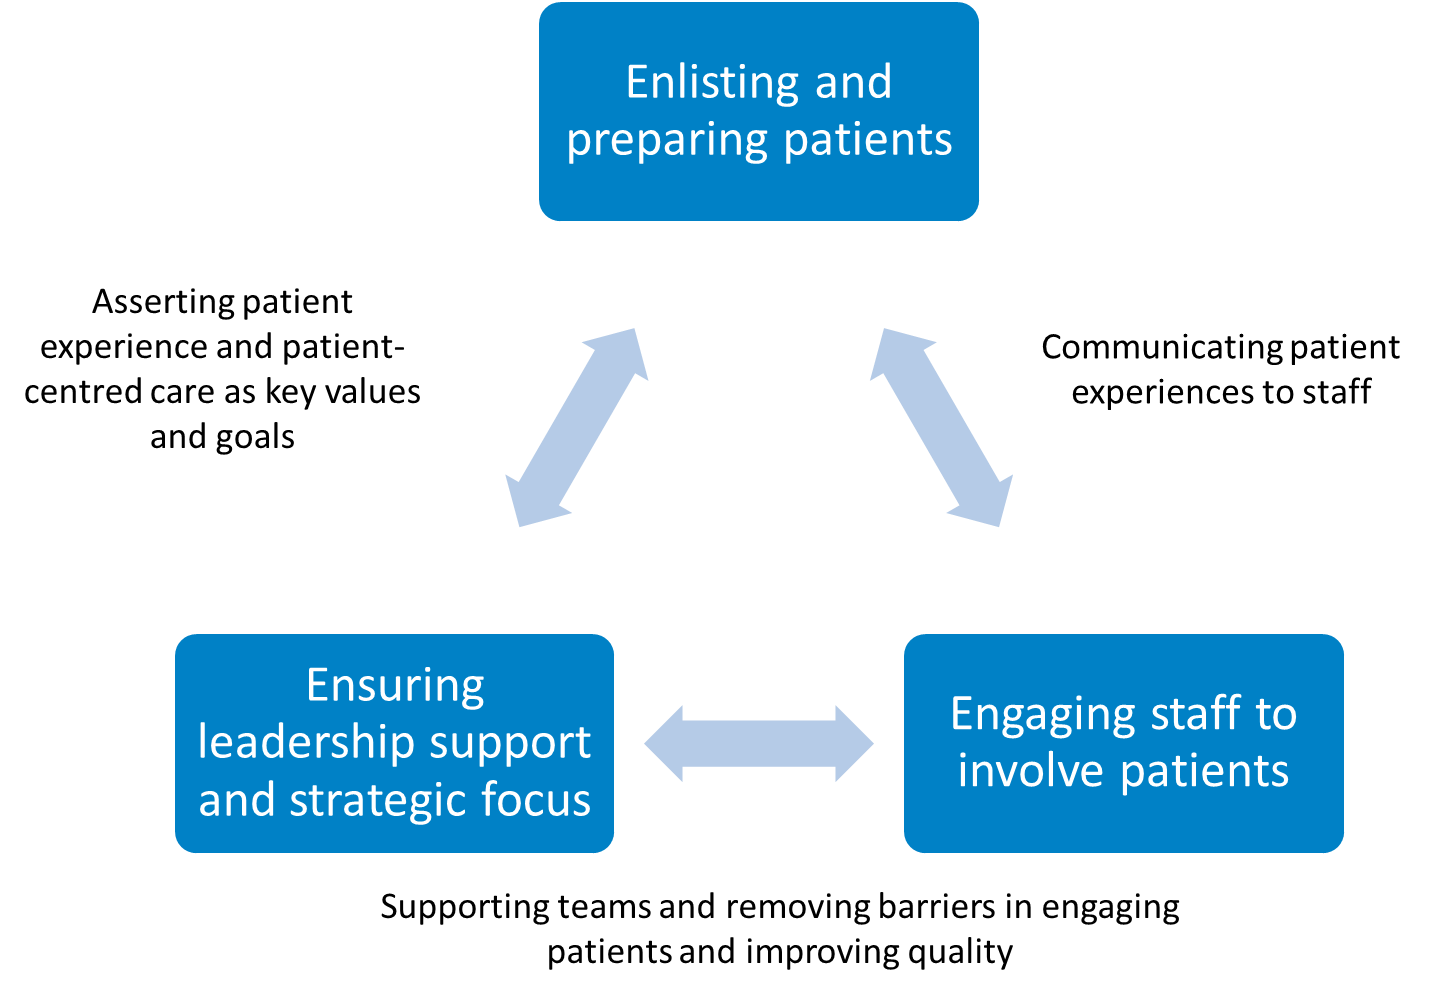 Enlisting and
preparing patients
Asserting patient
experience and patient-
centred care as key values
and goals
Communicating patient
experiences to staff
Ensuring
leadership support
and strategic focus
Engaging staff to
involve patients
Supporting teams and removing barriers in engaging
patients and improving quality